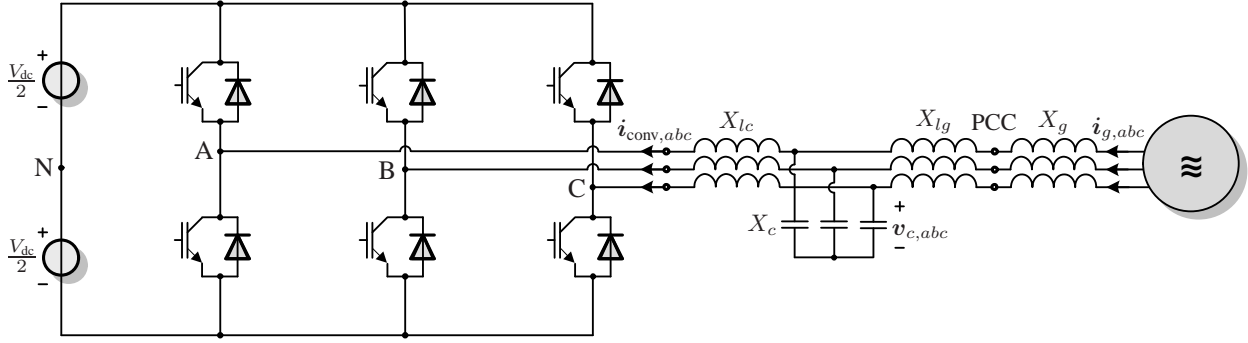 +
V_dc/2
−
N
+
V_dc/2
−
A
B
C
i_conv,abc
X_lc
X_lg
PCC
X_g
i_g,abc
≋
X_c
+
v_c,abc
−